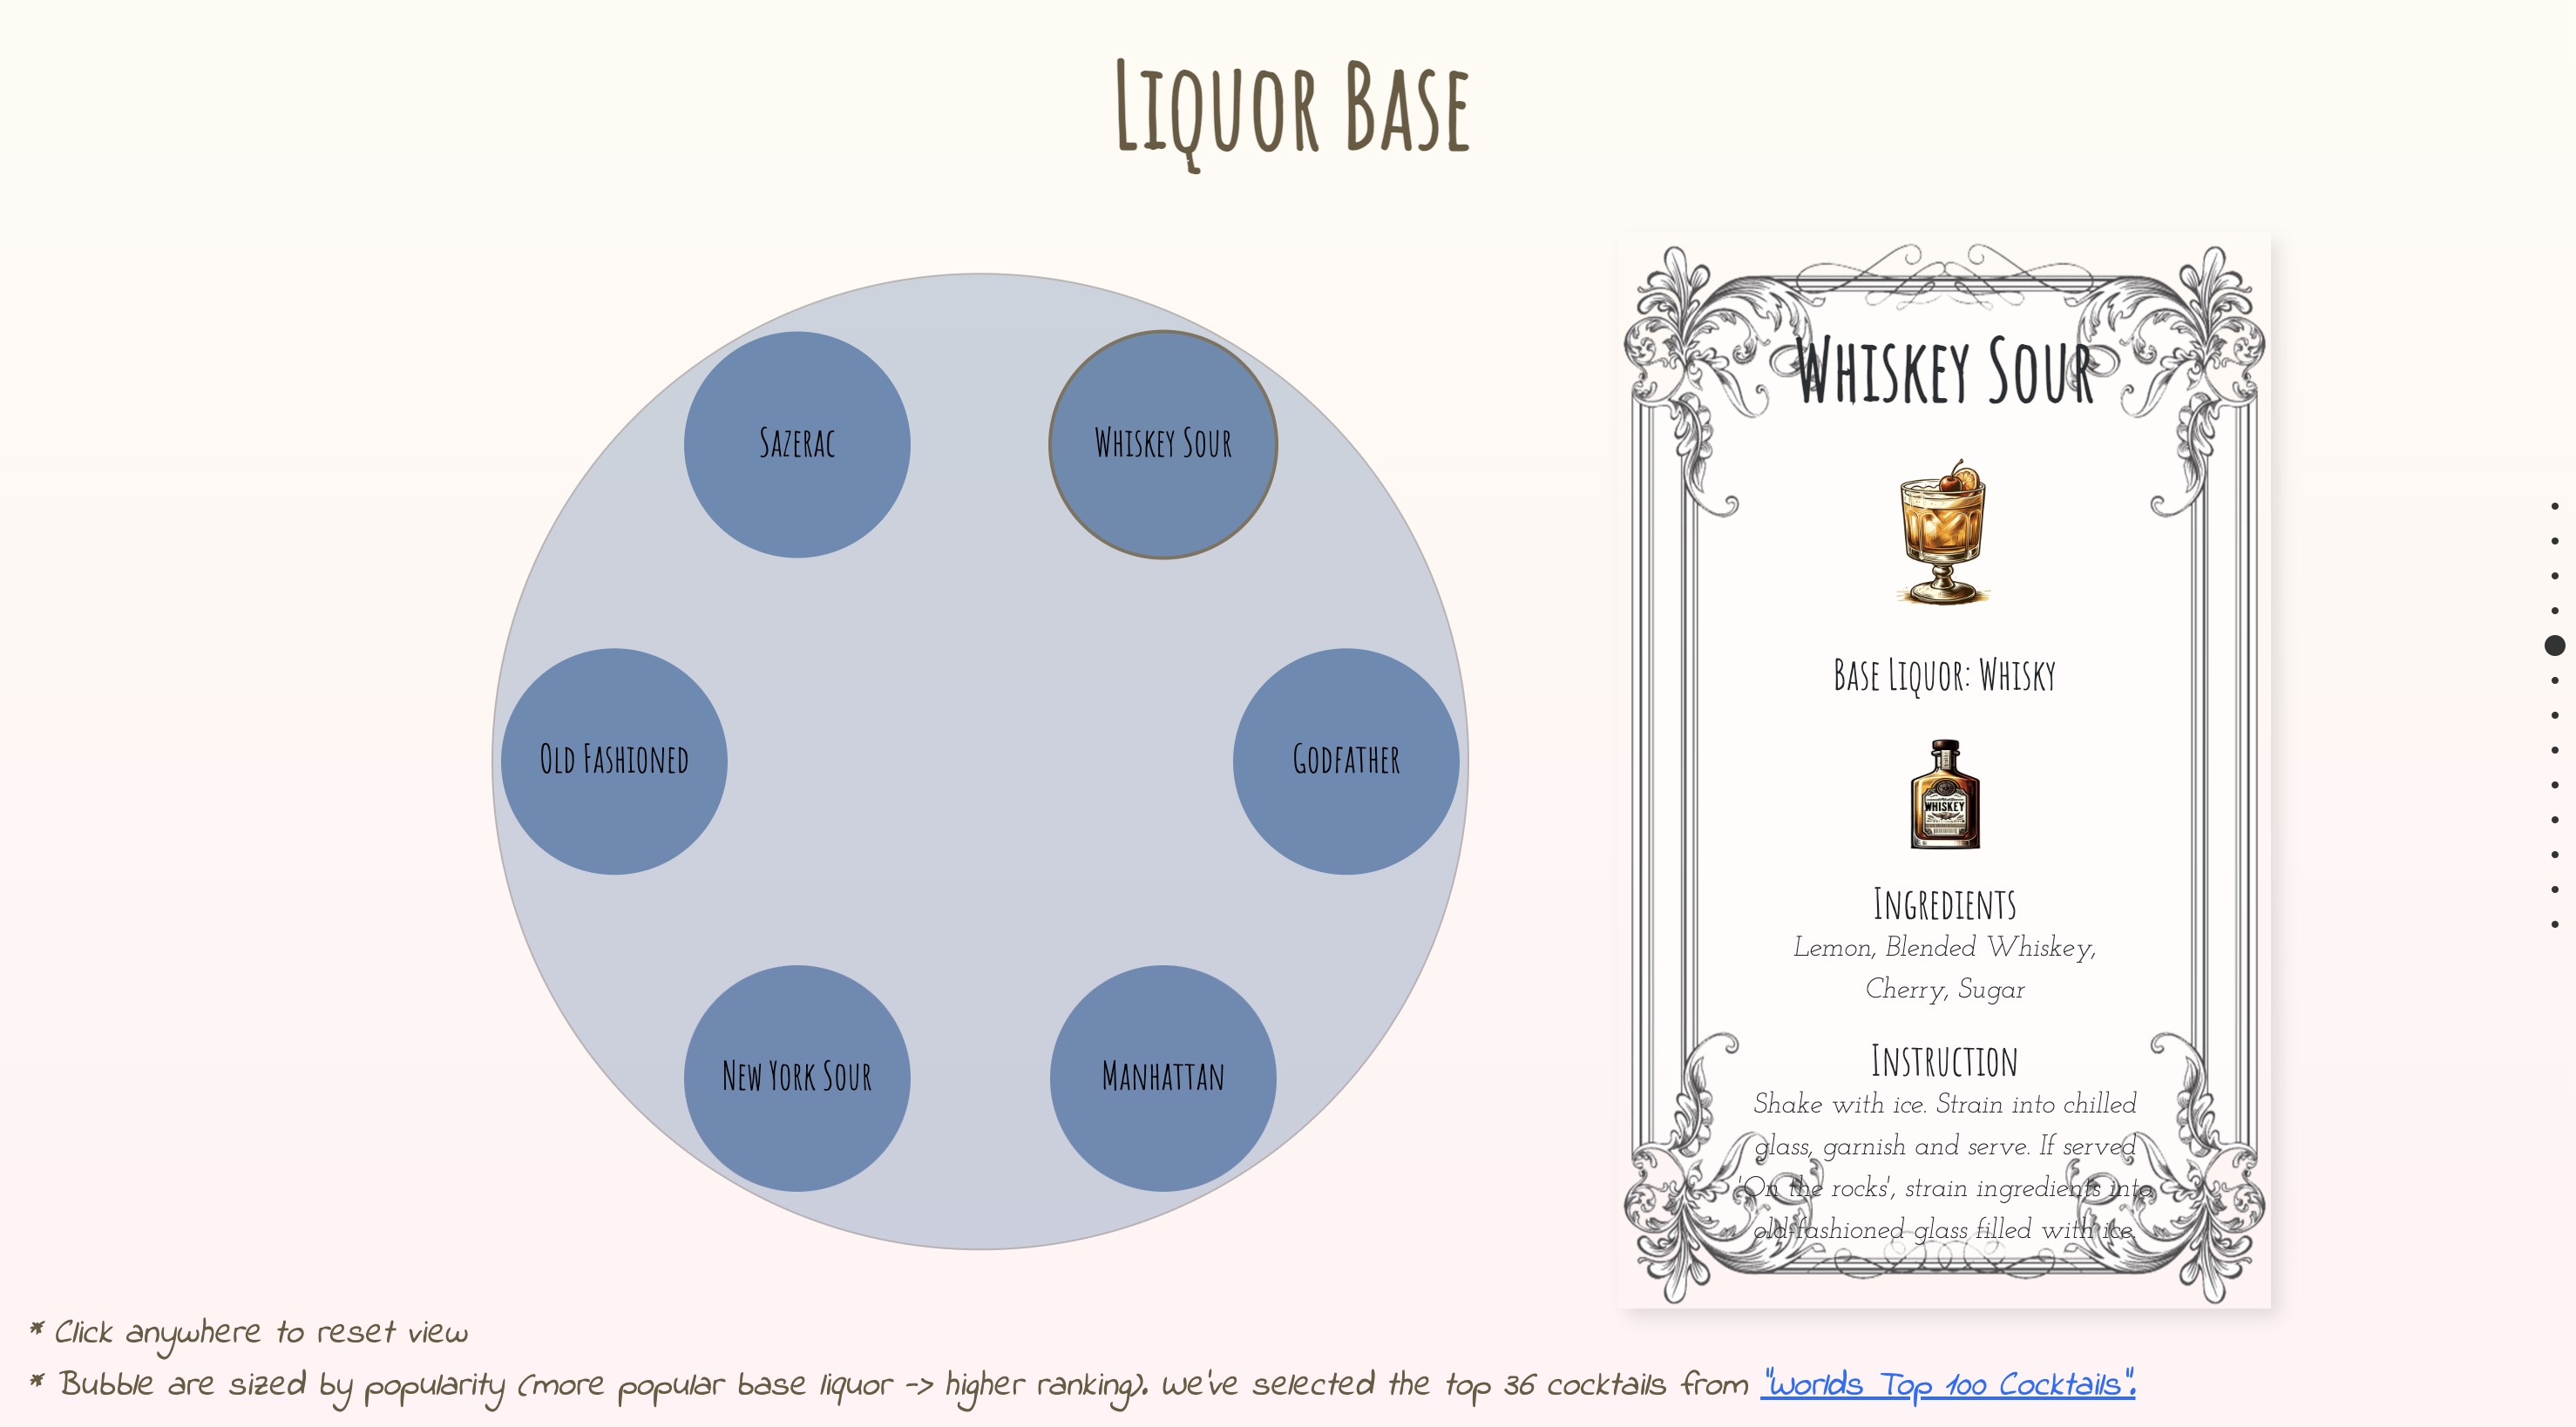 Liquor Base
Sazerac
Whiskey Sour
Old Fashioned
Godfather
New York Sour
Manhattan
Whiskey Sour
Base Liquor: Whisky
WHISKEY
Ingredients
Lemon, Blended Whiskey,
Cherry, Sugar
Instruction
Shake with ice. Strain into chilled
glass, garnish and serve. If served
'On the rocks', strain ingredients into
old-fashioned glass filled with ice.
* Click anywhere to reset view
* Bubble are sized by popularity (more popular base liquor -> higher ranking). we've selected the top 36 cocktails from "Worlds Top 100 Cocktails".